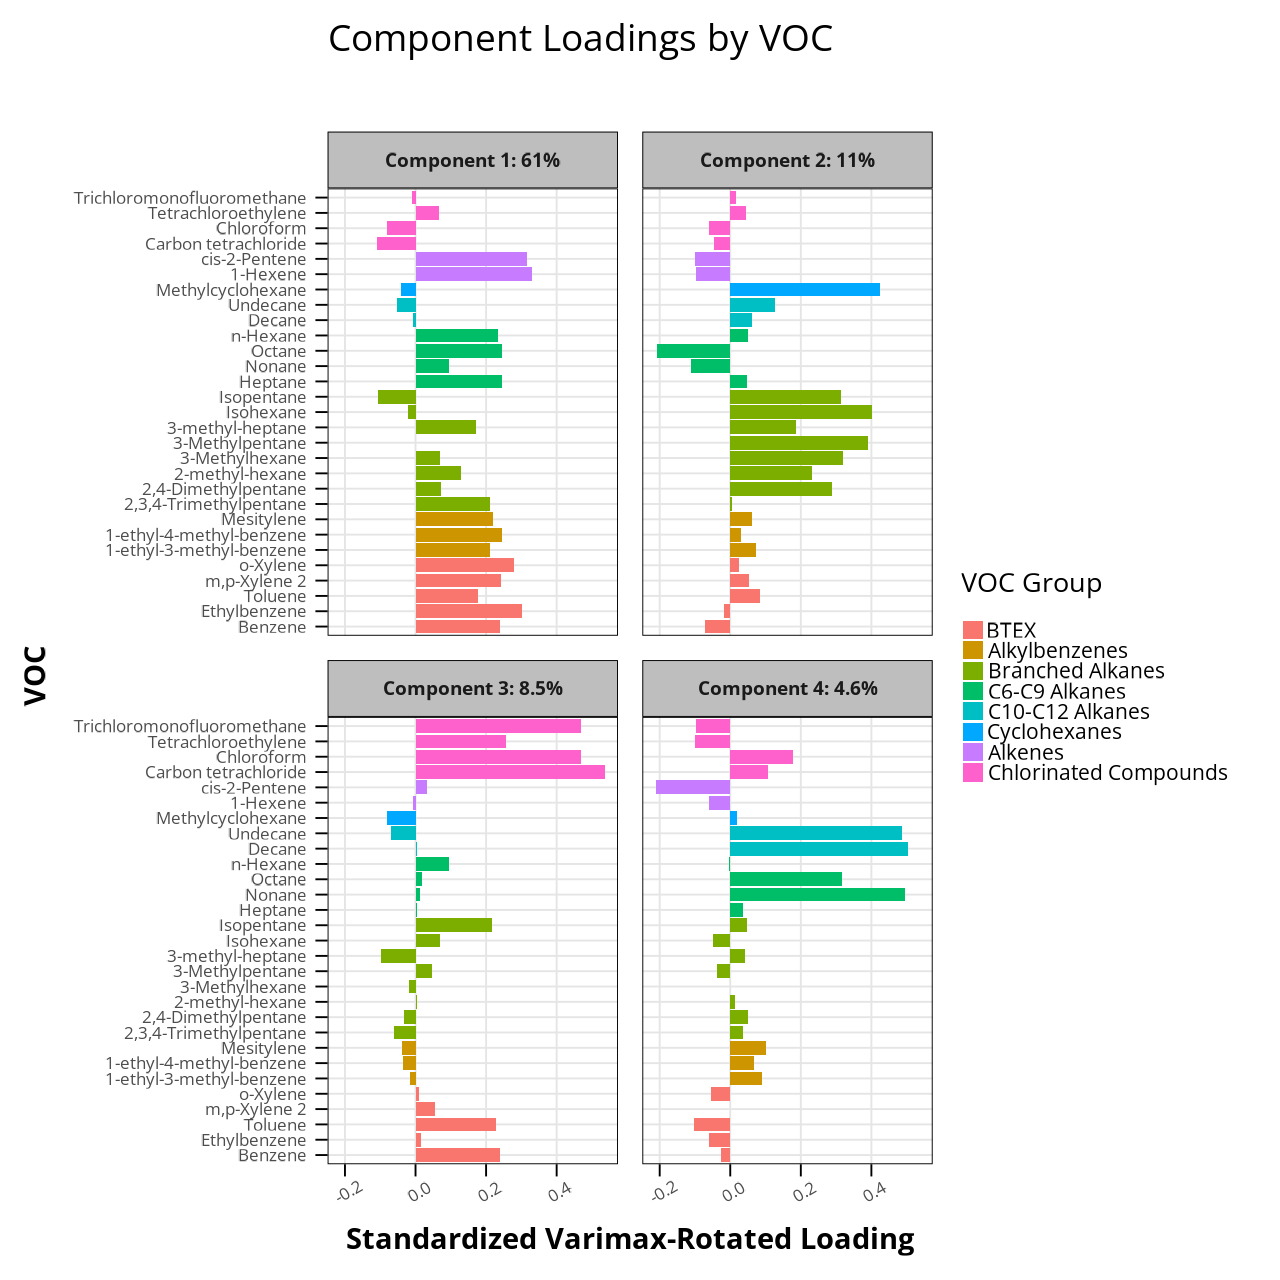 Component Loadings by VOC
Component 1: 61%
Component 2: 11%
Trichloromonofluoromethane
Tetrachloroethylene
Chloroform
Carbon tetrachloride
cis-2-Pentene
1-Hexene
Methylcyclohexane
Undecane
Decane
n-Hexane
Octane
Nonane
Heptane
Isopentane
Isohexane
3-methyl-heptane
3-Methylpentane
3-Methylhexane
2-methyl-hexane
2,4-Dimethylpentane
2,3,4-Trimethylpentane
Mesitylene
1-ethyl-4-methyl-benzene
1-ethyl-3-methyl-benzene
o-Xylene
m,p-Xylene 2
Toluene
Ethylbenzene
Benzene
VOC
Component 3: 8.5%
Component 4: 4.6%
Trichloromonofluoromethane
Tetrachloroethylene
Chloroform
Carbon tetrachloride
cis-2-Pentene
1-Hexene
Methylcyclohexane
Undecane
Decane
n-Hexane
Octane
Nonane
Heptane
Isopentane
Isohexane
3-methyl-heptane
3-Methylpentane
3-Methylhexane
2-methyl-hexane
2,4-Dimethylpentane
2,3,4-Trimethylpentane
Mesitylene
1-ethyl-4-methyl-benzene
1-ethyl-3-methyl-benzene
o-Xylene
m,p-Xylene 2
Toluene
Ethylbenzene
Benzene
-0.2 0.0 0.2 0.4
-0.2 0.0 0.2 0.4
Standardized Varimax-Rotated Loading
VOC Group
BTEX
Alkylbenzenes
Branched Alkanes
C6-C9 Alkanes
C10-C12 Alkanes
Cyclohexanes
Alkenes
Chlorinated Compounds